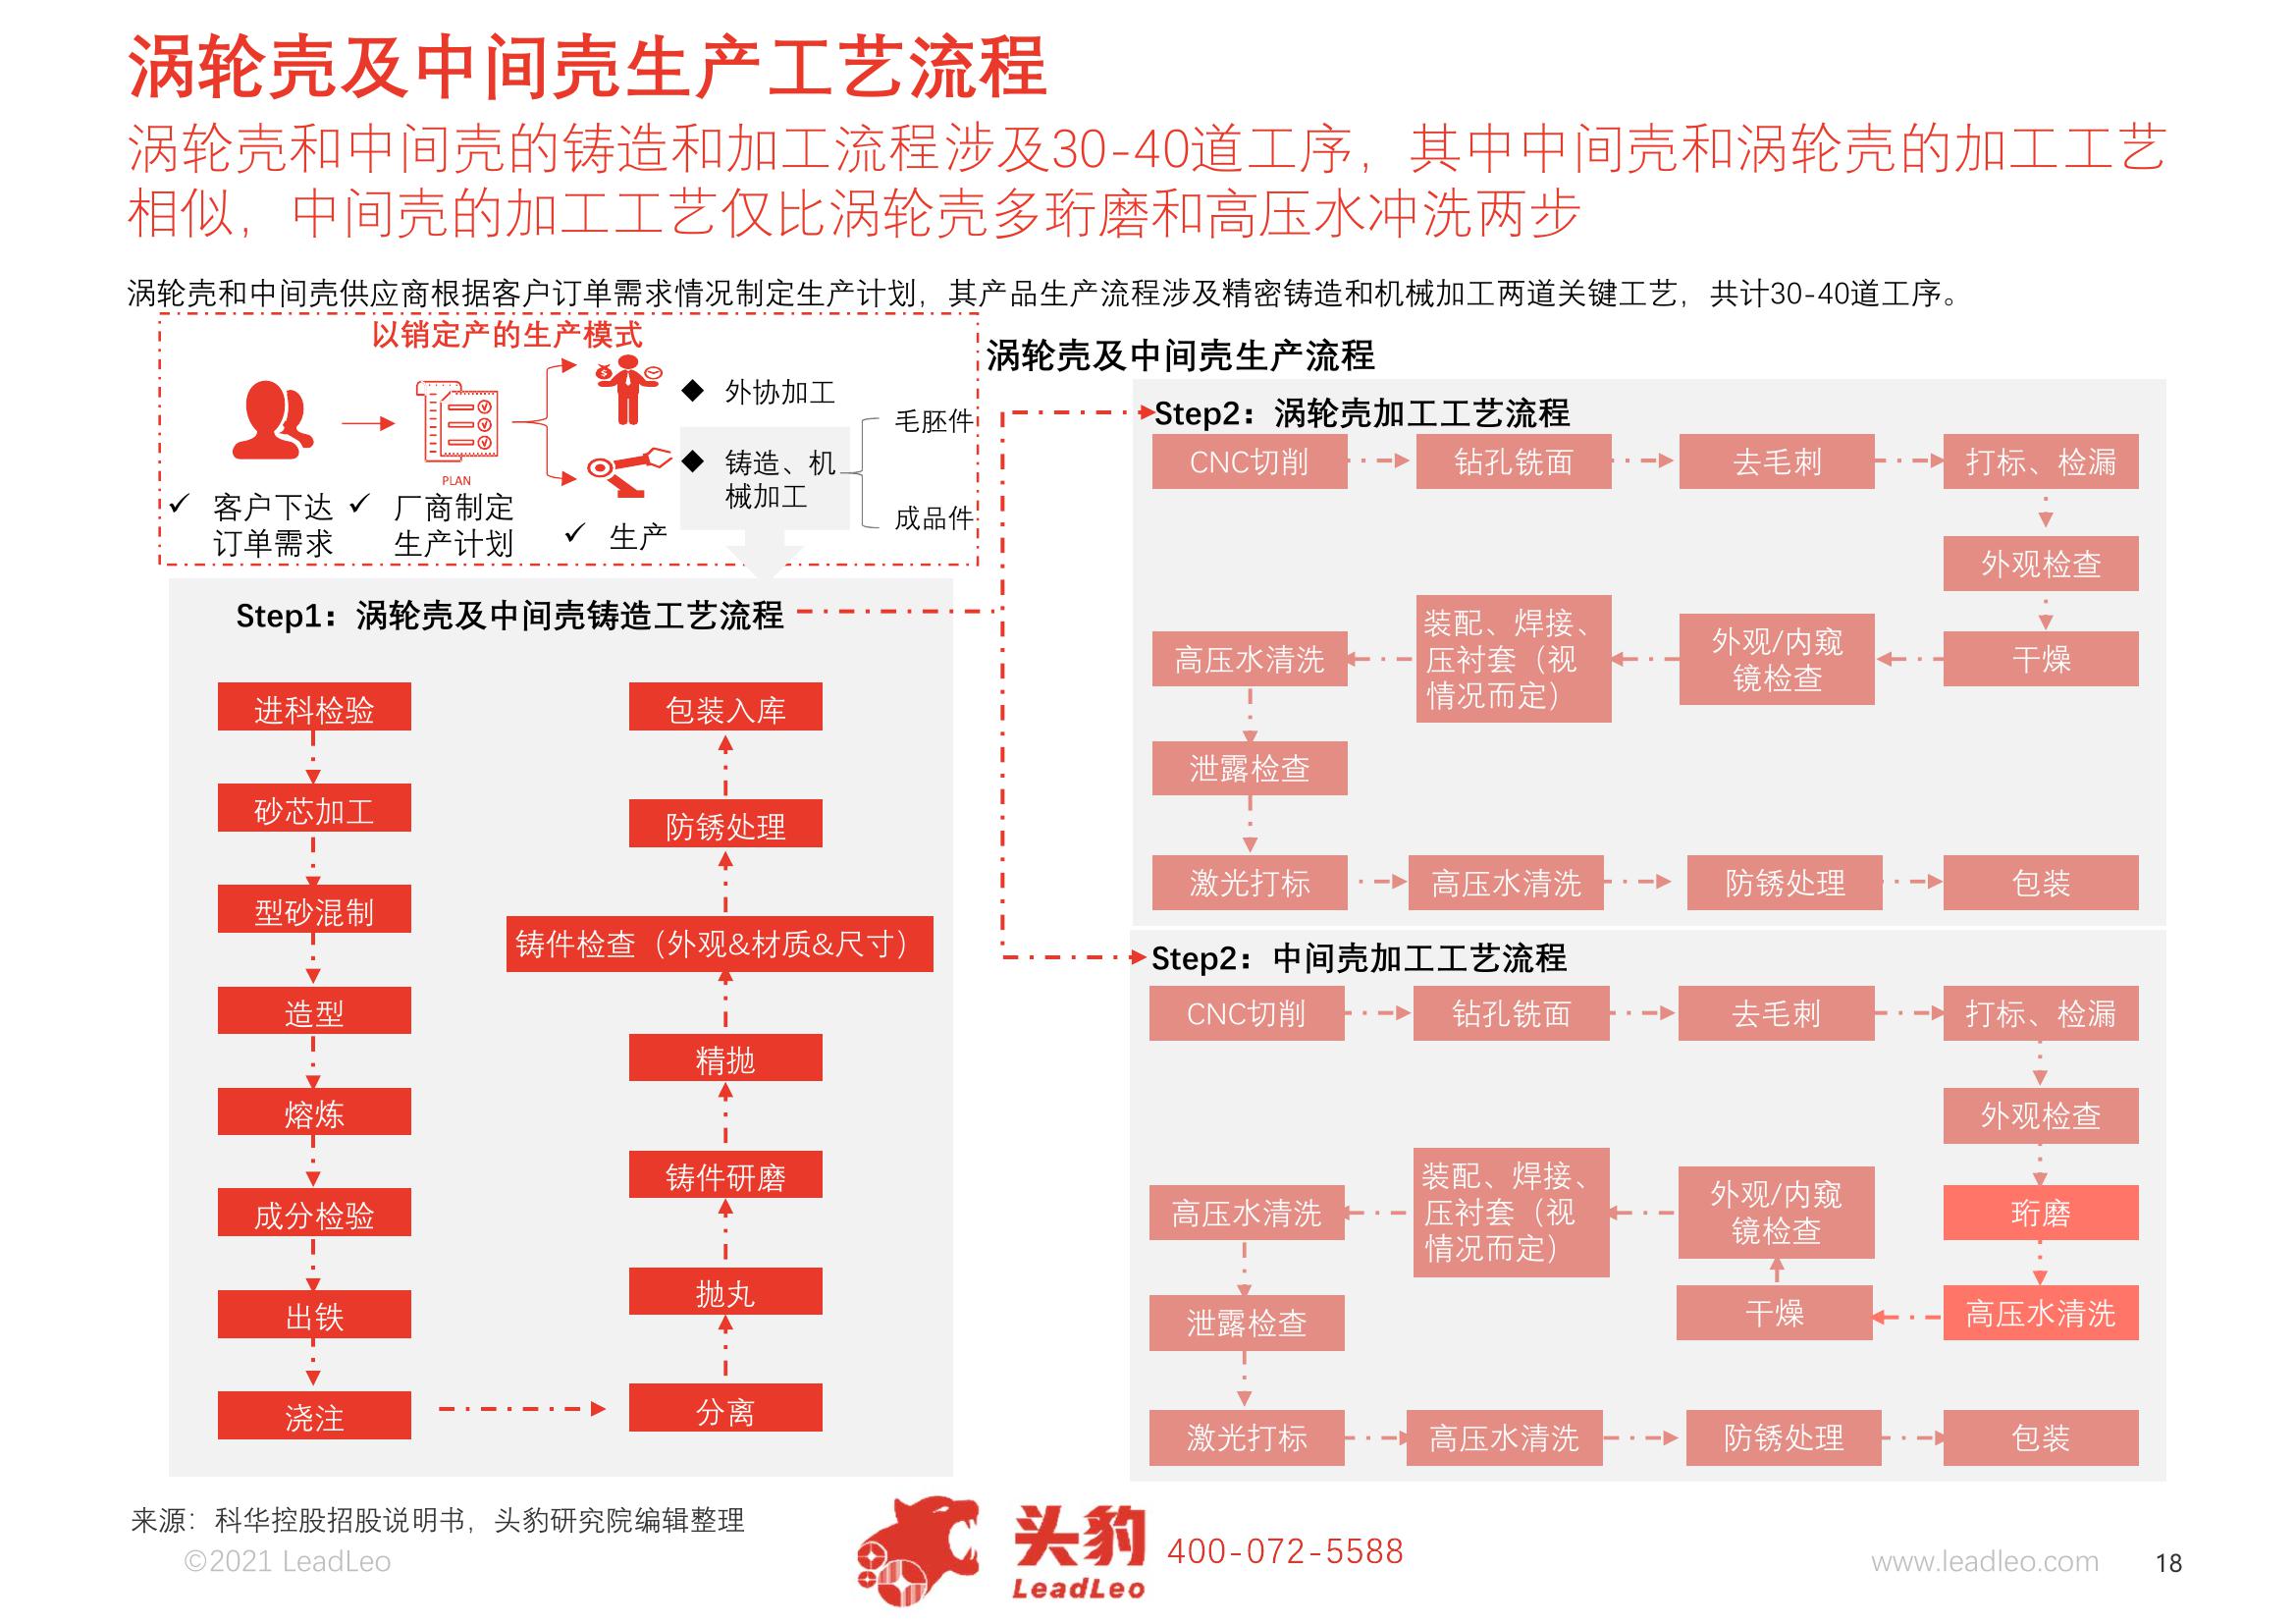 涡轮壳及中间壳生产工艺流程
涡轮壳和中间壳的铸造和加工流程涉及30-40道工序，其中中间壳和涡轮壳的加工工艺
相似，中间壳的加工工艺仅比涡轮壳多珩磨和高压水冲洗两步
涡轮壳和中间壳供应商根据客户订单需求情况制定生产计划，其产品生产流程涉及精密铸造和机械加工两道关键工艺，共计30-40道工序。
以销定产的生产模式
PLAN
✓ 客户下达
订单需求
✓ 厂商制定
生产计划
✓ 生产
◆ 外协加工
◆ 铸造、机
械加工
毛胚件
成品件
Step1：涡轮壳及中间壳铸造工艺流程
进科检验
砂芯加工
型砂混制
造型
熔炼
成分检验
出铁
浇注
分离
抛丸
铸件研磨
精抛
铸件检查（外观&材质&尺寸）
防锈处理
包装入库
涡轮壳及中间壳生产流程
Step2：涡轮壳加工工艺流程
CNC切削
钻孔铣面
去毛刺
打标、检漏
外观检查
干燥
外观/内窥
镜检查
装配、焊接、
压衬套（视
情况而定）
高压水清洗
泄露检查
激光打标
高压水清洗
防锈处理
包装
Step2：中间壳加工工艺流程
CNC切削
钻孔铣面
去毛刺
打标、检漏
外观检查
珩磨
高压水清洗
干燥
外观/内窥
镜检查
装配、焊接、
压衬套（视
情况而定）
高压水清洗
泄露检查
激光打标
高压水清洗
防锈处理
包装
来源：科华控股招股说明书，头豹研究院编辑整理
©2021 LeadLeo
头豹
LeadLeo
400-072-5588
www.leadleo.com
18